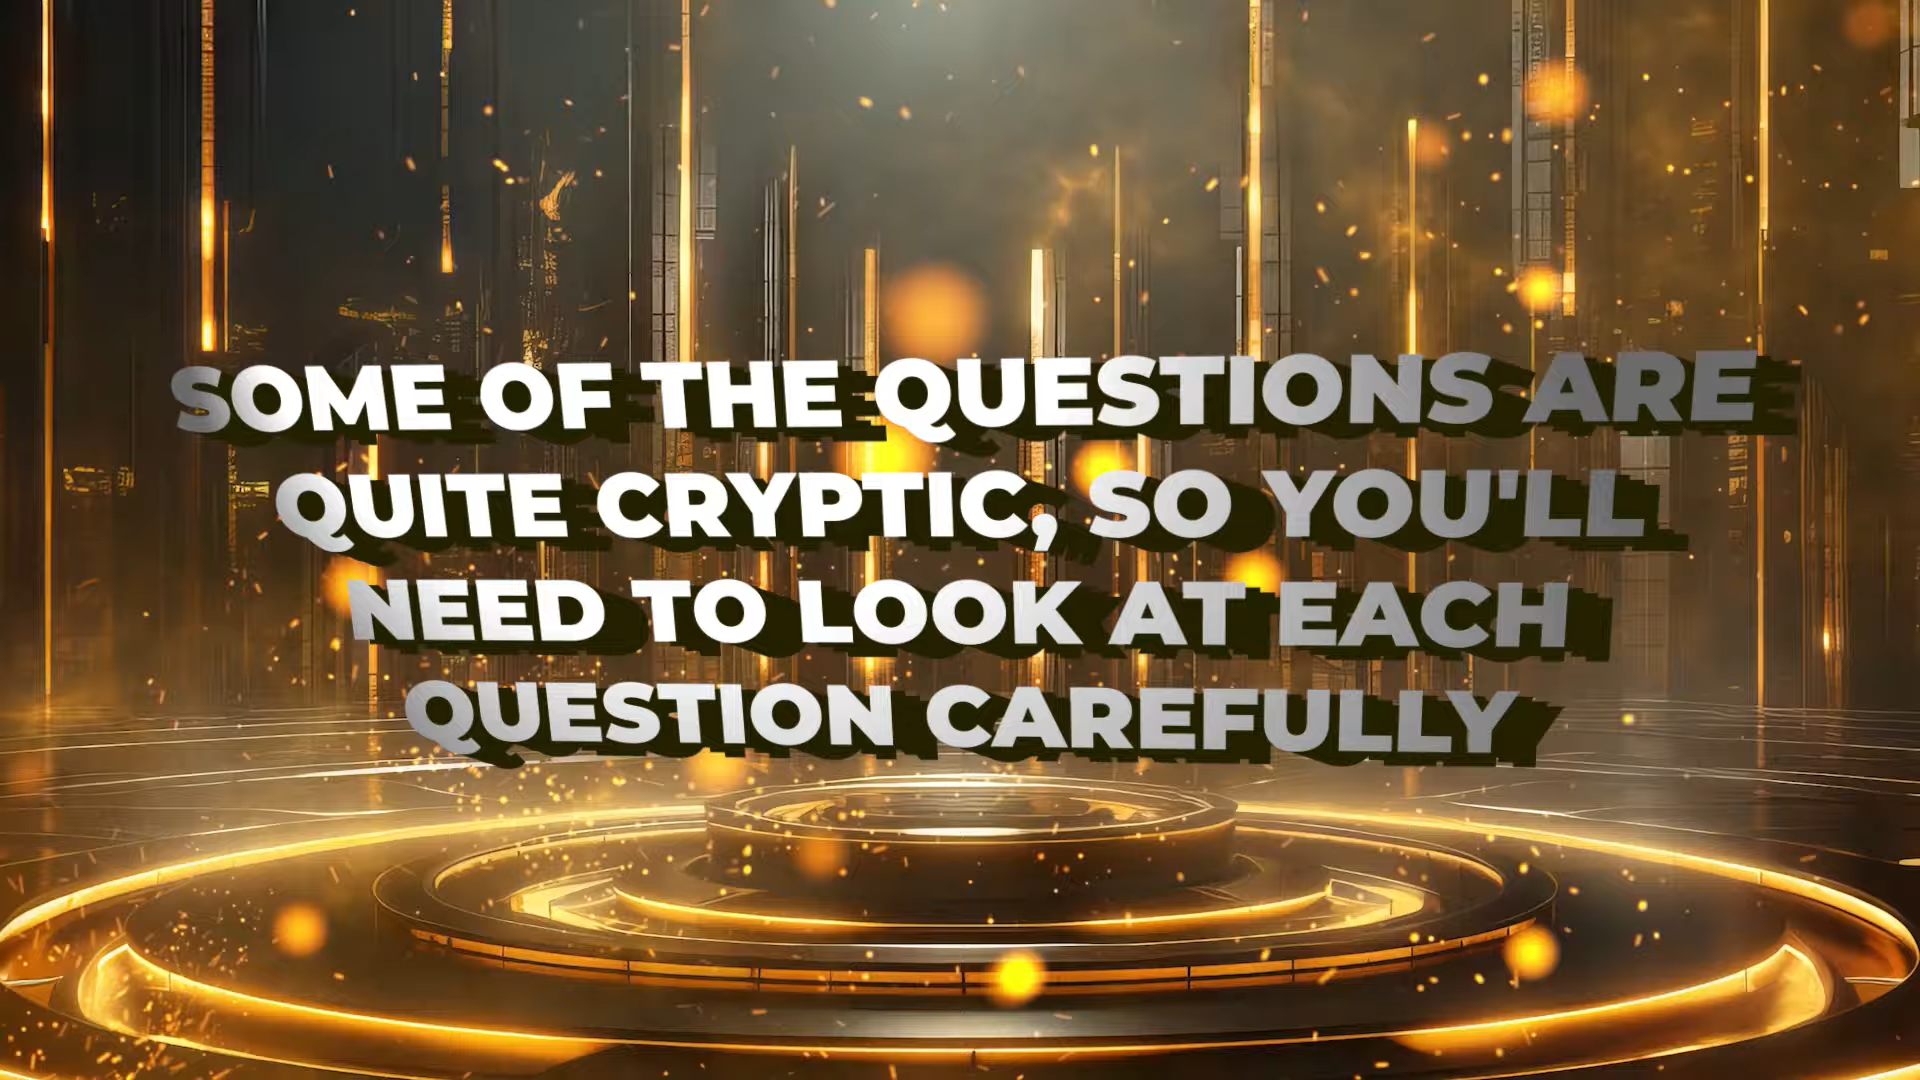 SOME OF THE QUESTIONS ARE
QUITE CRYPTIC, SO YOU'LL
NEED TO LOOK AT EACH
QUESTION CAREFULLY